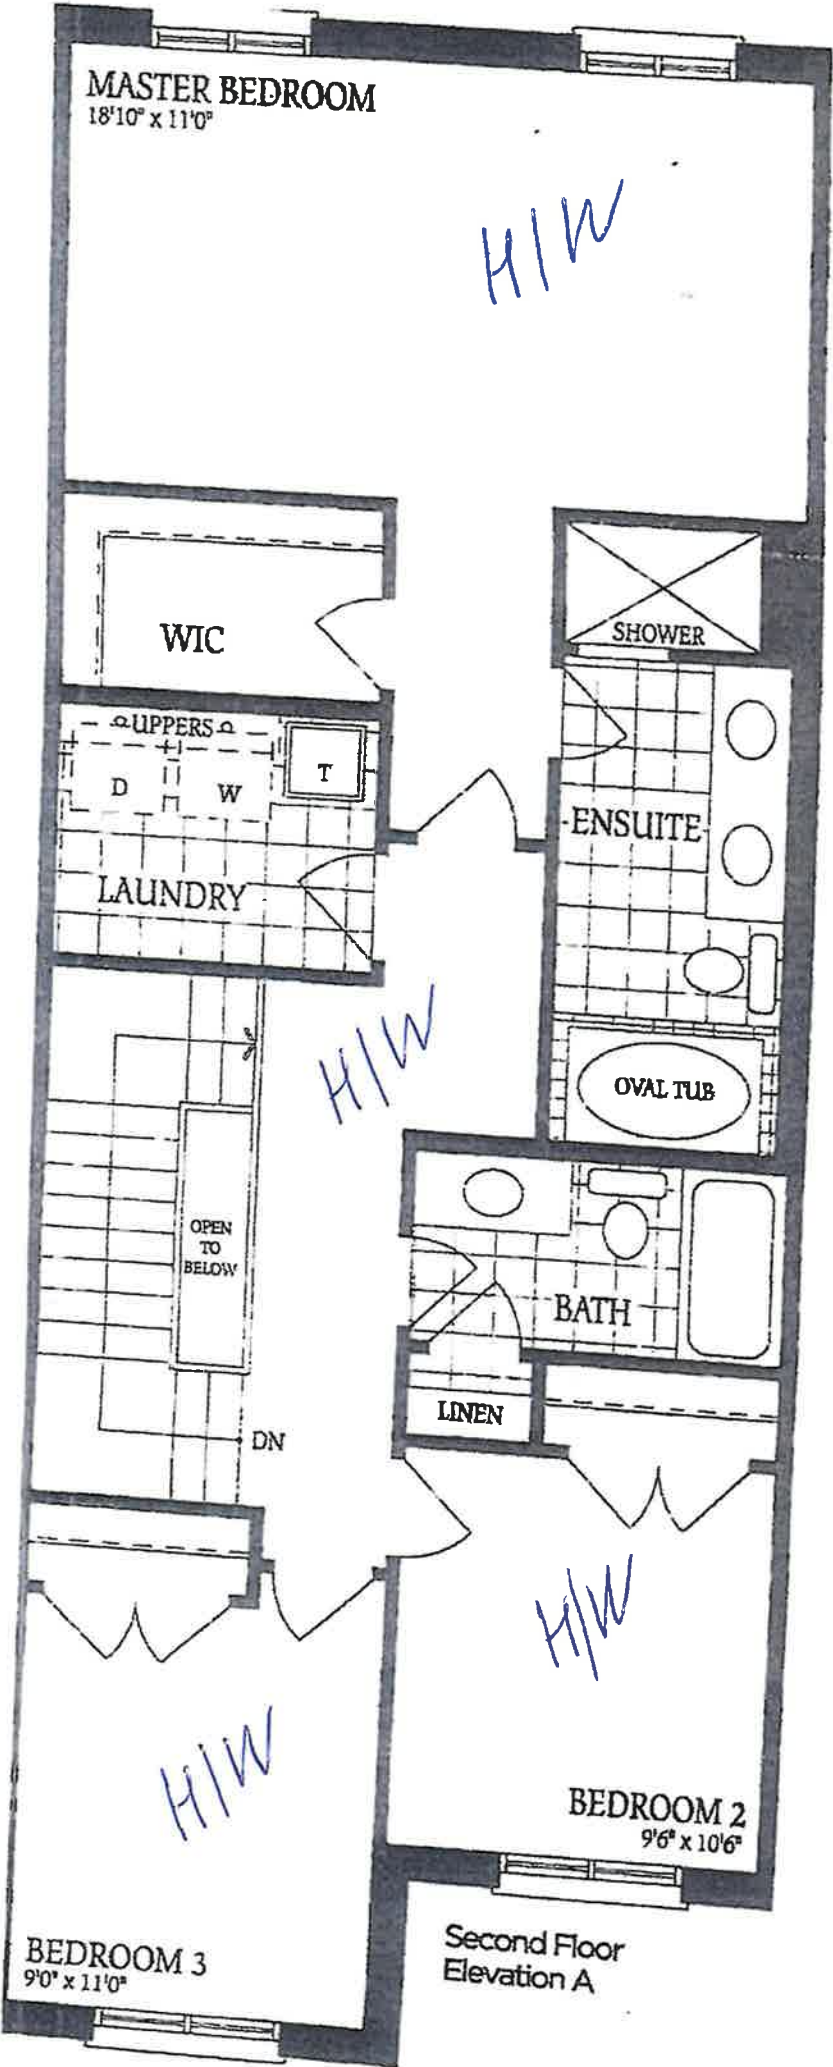 MASTER BEDROOM
18'10" x 11'0"
H/W
WIC
SHOWER
UPPERS
D
W
T
ENSUITE
LAUNDRY
H/W
OVAL TUB
OPEN
TO
BELOW
BATH
LINEN
DN
H/W
H/W
BEDROOM 2
9'6" x 10'6"
Second Floor
Elevation A
BEDROOM 3
9'0" x 11'0"